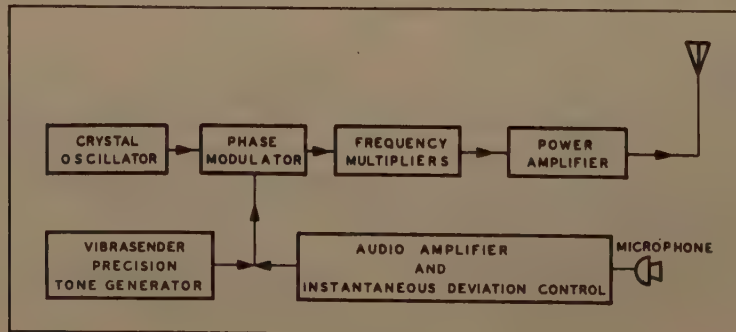 CRYSTAL
OSCILLATOR
PHASE
MODULATOR
FREQUENCY
MULTIPLIERS
POWER
AMPLIFIER
VIBRASENDER
PRECISION
TONE GENERATOR
AUDIO AMPLIFIER
AND
INSTANTANEOUS DEVIATION CONTROL
MICROPHONE